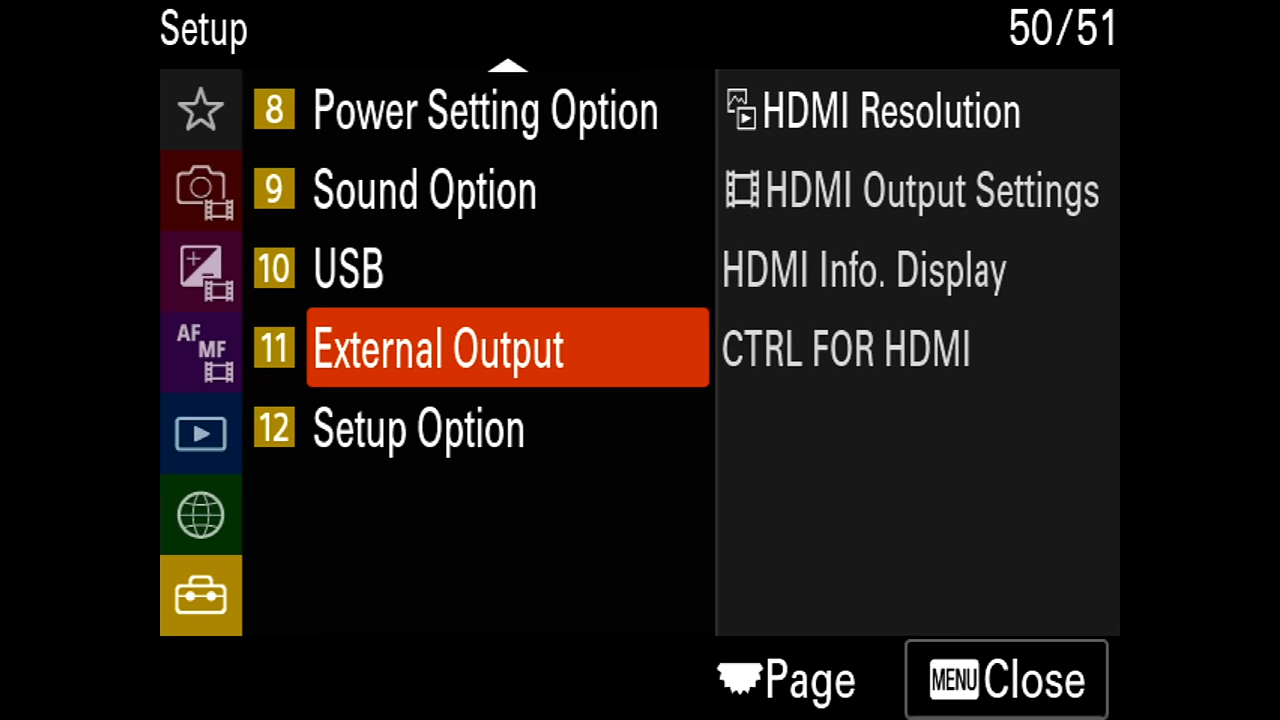 Setup 50/51
8 Power Setting Option
9 Sound Option
10 USB
11 External Output
12 Setup Option
AF
MF
HDMI Resolution
HDMI Output Settings
HDMI Info. Display
CTRL FOR HDMI
Page
MENU Close